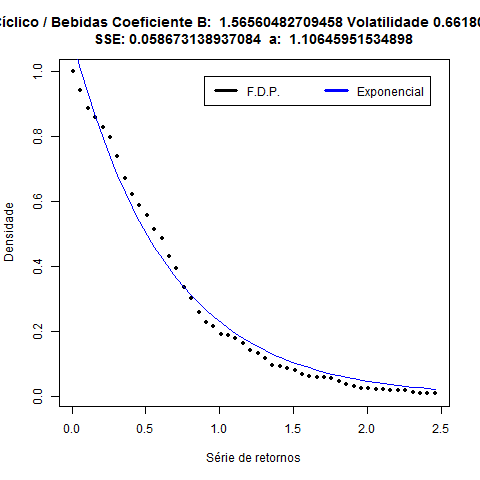 Cíclico / Bebidas Coeficiente B: 1.56560482709458 Volatilidade 0.66180
SSE: 0.058673138937084 a: 1.10645951534898
F.D.P.
Exponencial
Densidade
1.0
0.8
0.6
0.4
0.2
0.0
0.0 0.5 1.0 1.5 2.0 2.5
Série de retornos